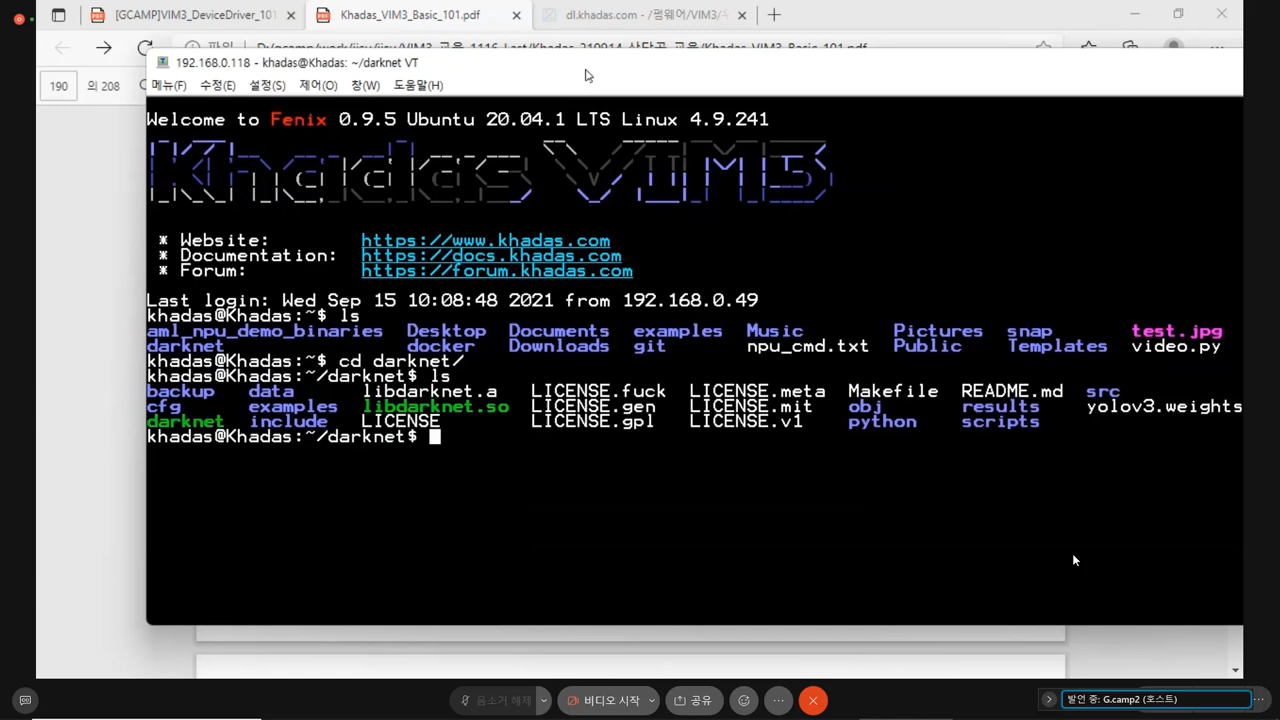 [GCAMP]VIM3_DeviceDriver_101
Khadas_VIM3_Basic_101.pdf
dl.khadas.com - /펌웨어/VIM3/
190 의 208
192.168.0.118 - khadas@Khadas: ~/darknet VT
메뉴(F) 수정(E) 설정(S) 제어(O) 창(W) 도움말(H)
Welcome to Fenix 0.9.5 Ubuntu 20.04.1 LTS Linux 4.9.241
Khadas VIM3
* Website: https://www.khadas.com
* Documentation: https://docs.khadas.com
* Forum: https://forum.khadas.com
Last login: Wed Sep 15 10:08:48 2021 from 192.168.0.49
khadas@Khadas:~$ ls
aml_npu_demo_binaries Desktop Documents examples Music Pictures snap test.jpg
darknet docker Downloads git npu_cmd.txt Public Templates video.py
khadas@Khadas:~$ cd darknet/
khadas@Khadas:~/darknet$ ls
backup data libdarknet.a LICENSE.fuck LICENSE.meta Makefile README.md src
cfg examples libdarknet.so LICENSE.gen LICENSE.mit obj results yolov3.weights
darknet include LICENSE LICENSE.gpl LICENSE.v1 python scripts
khadas@Khadas:~/darknet$
음소거 해제 비디오 시작 공유
발언 중: G.camp2 (호스트)